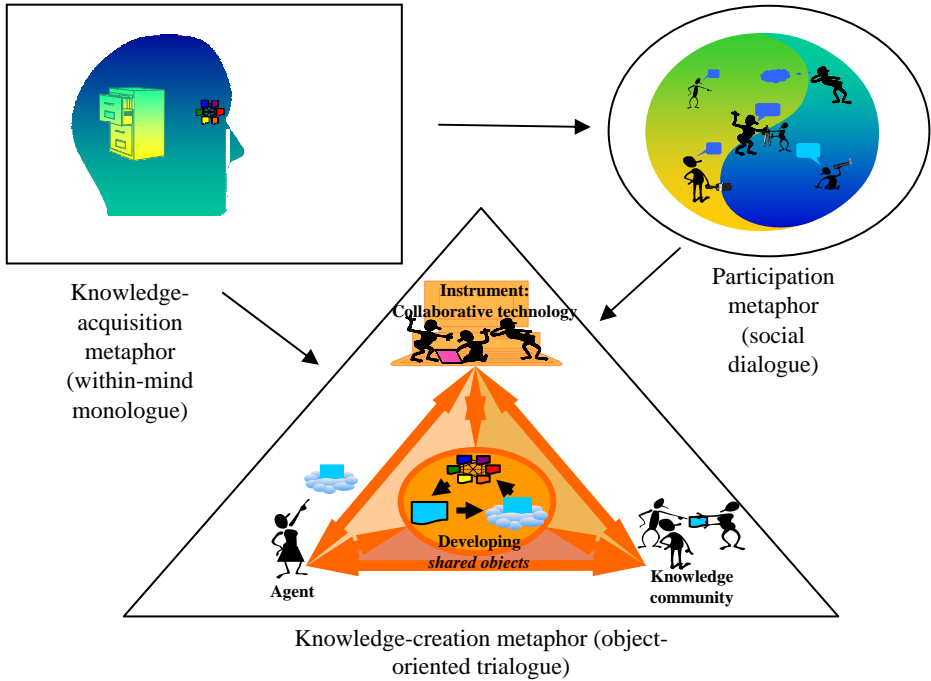 Knowledge-
acquisition
metaphor
(within-mind
monologue)
Participation
metaphor
(social
dialogue)
Instrument:
Collaborative technology
Developing
shared objects
Agent
Knowledge
community
Knowledge-creation metaphor (object-
oriented trialogue)